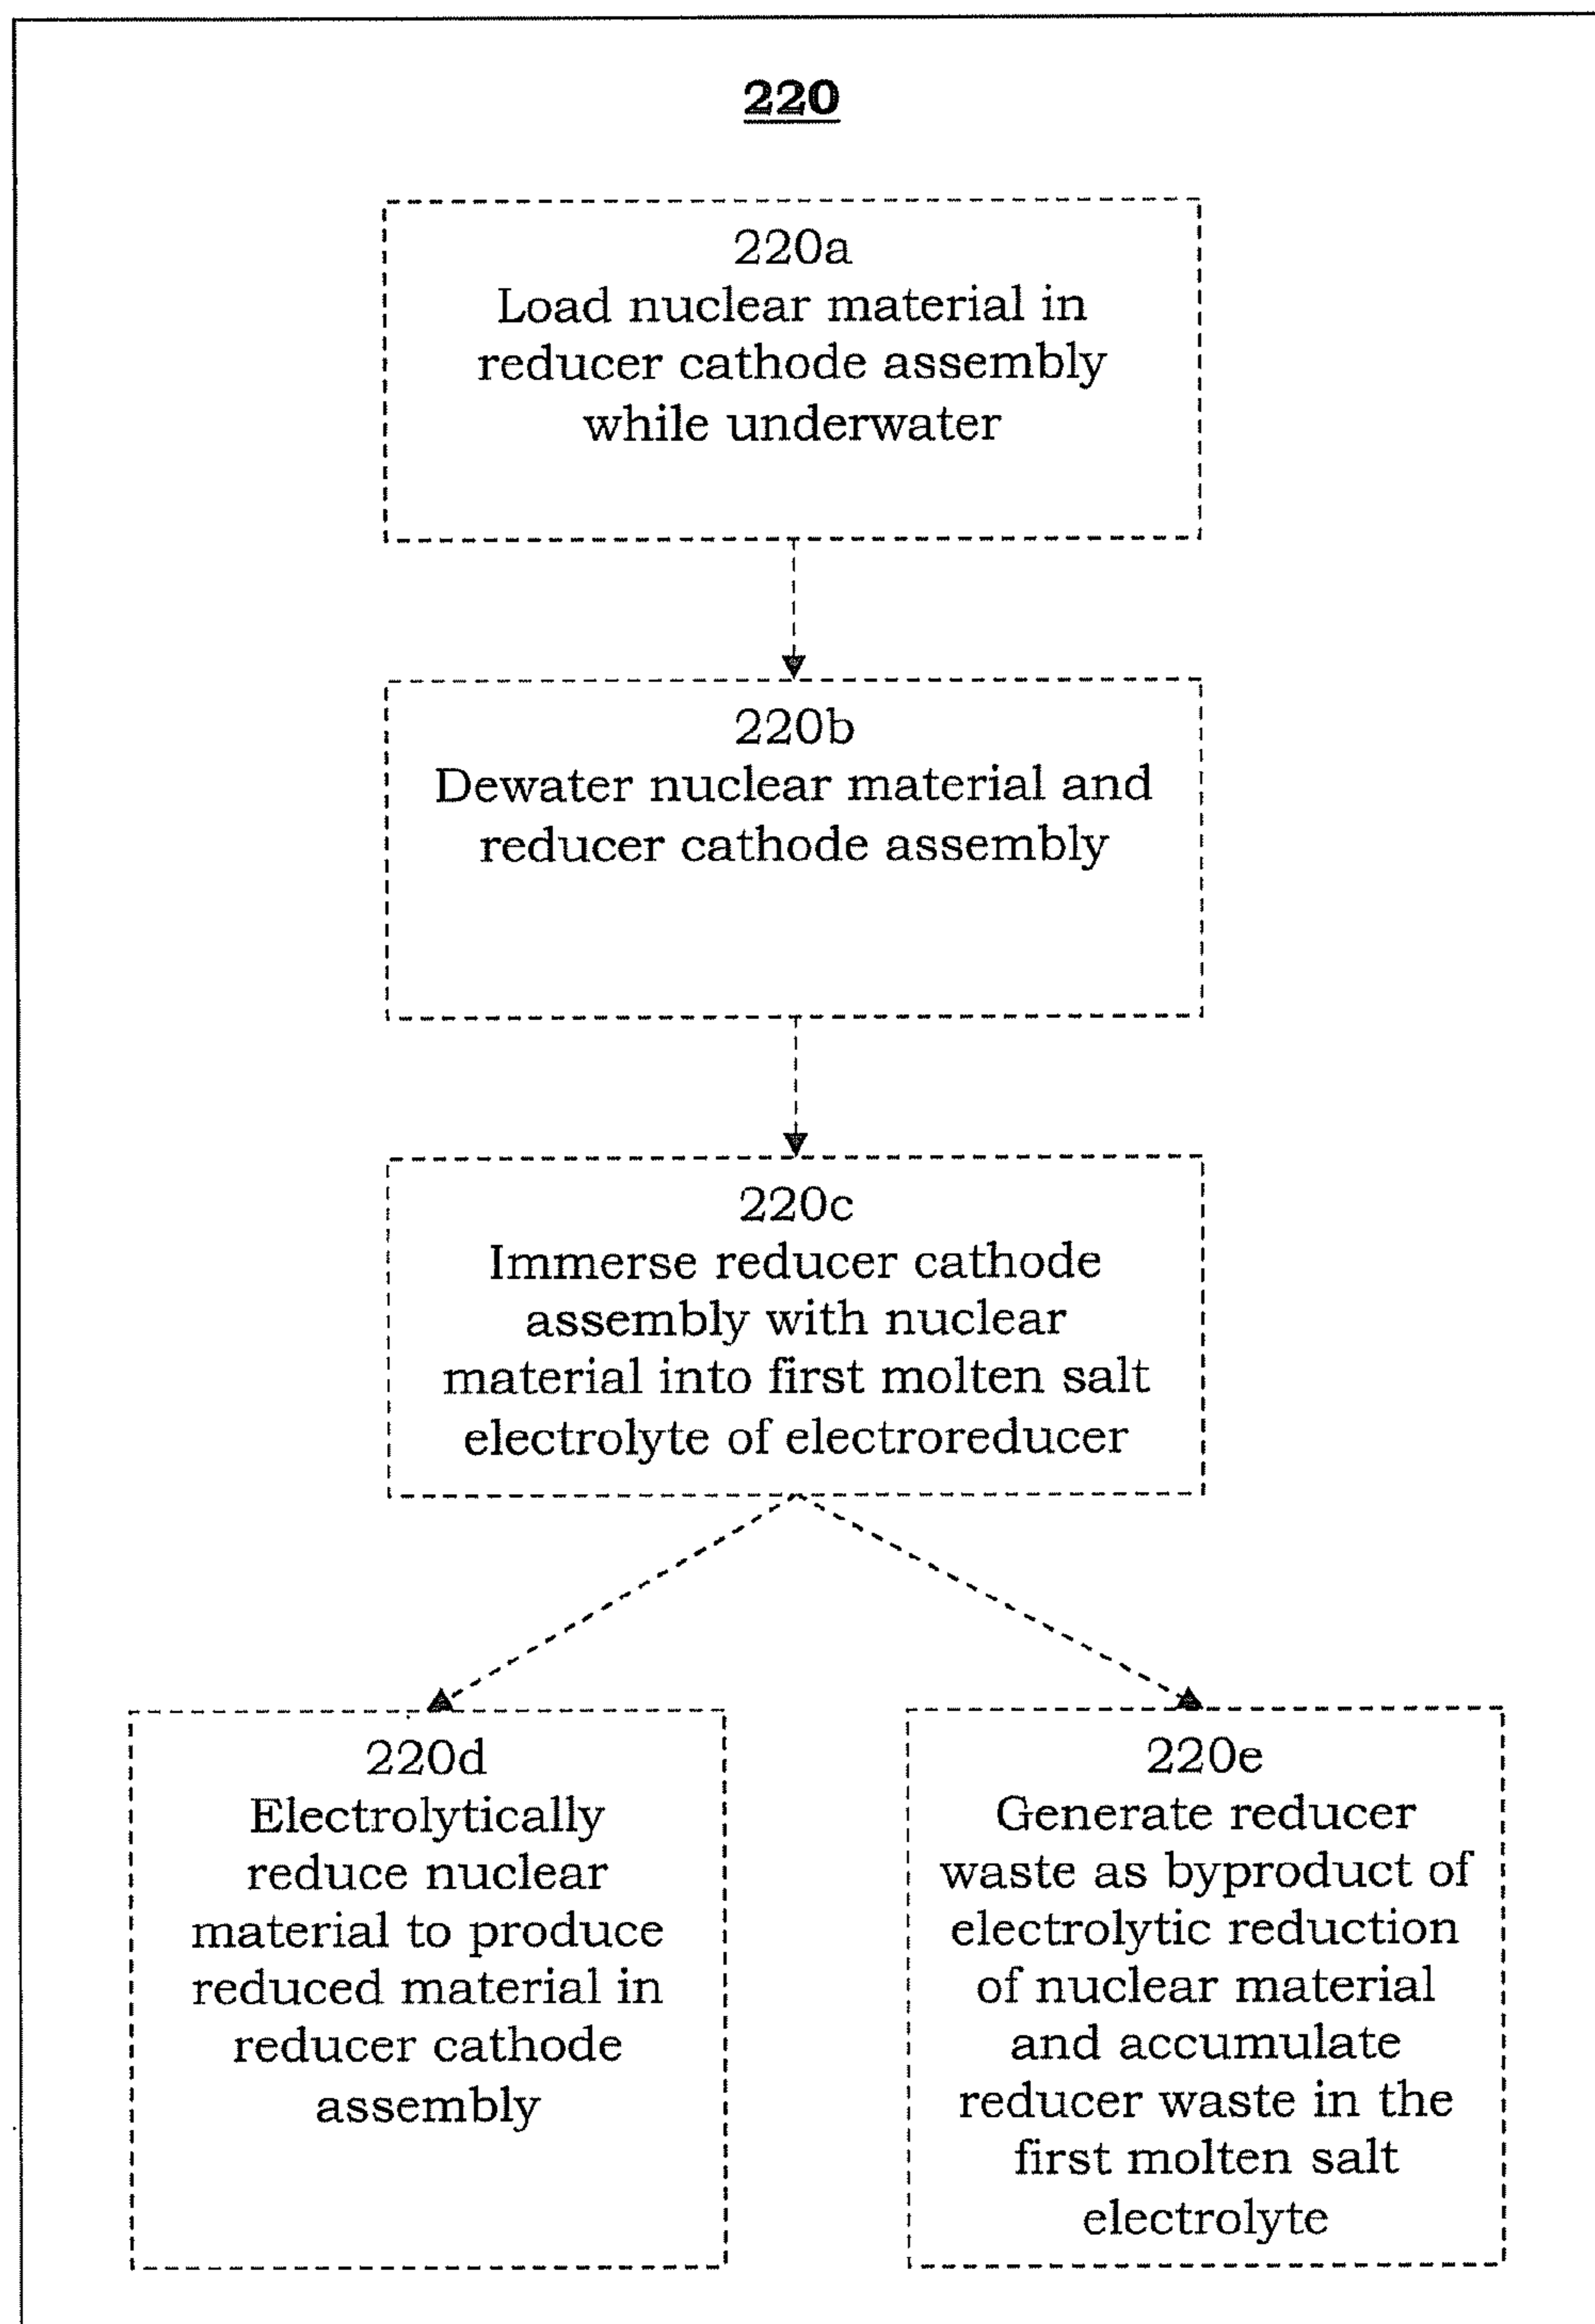 220
220a
Load nuclear material in
reducer cathode assembly
while underwater
220b
Dewater nuclear material and
reducer cathode assembly
220c
Immerse reducer cathode
assembly with nuclear
material into first molten salt
electrolyte of electroreducer
220d
Electrolytically
reduce nuclear
material to produce
reduced material in
reducer cathode
assembly
220e
Generate reducer
waste as byproduct of
electrolytic reduction
of nuclear material
and accumulate
reducer waste in the
first molten salt
electrolyte